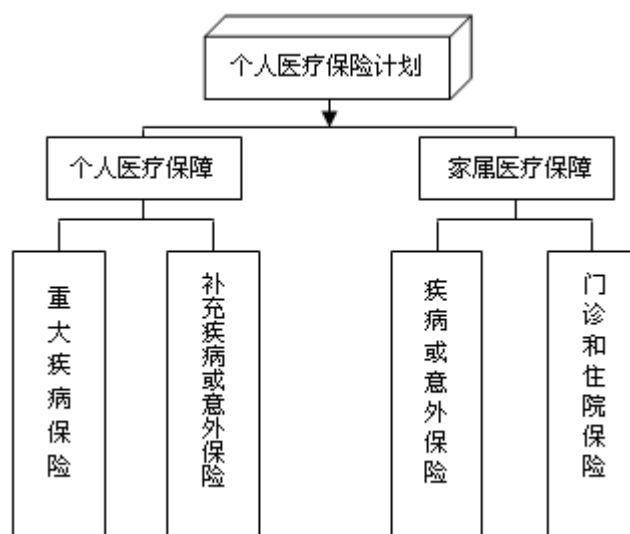 个人医疗保险计划
个人医疗保障
家属医疗保障
重大疾病保险
补充疾病或意外保险
疾病或意外保险
门诊和住院保险